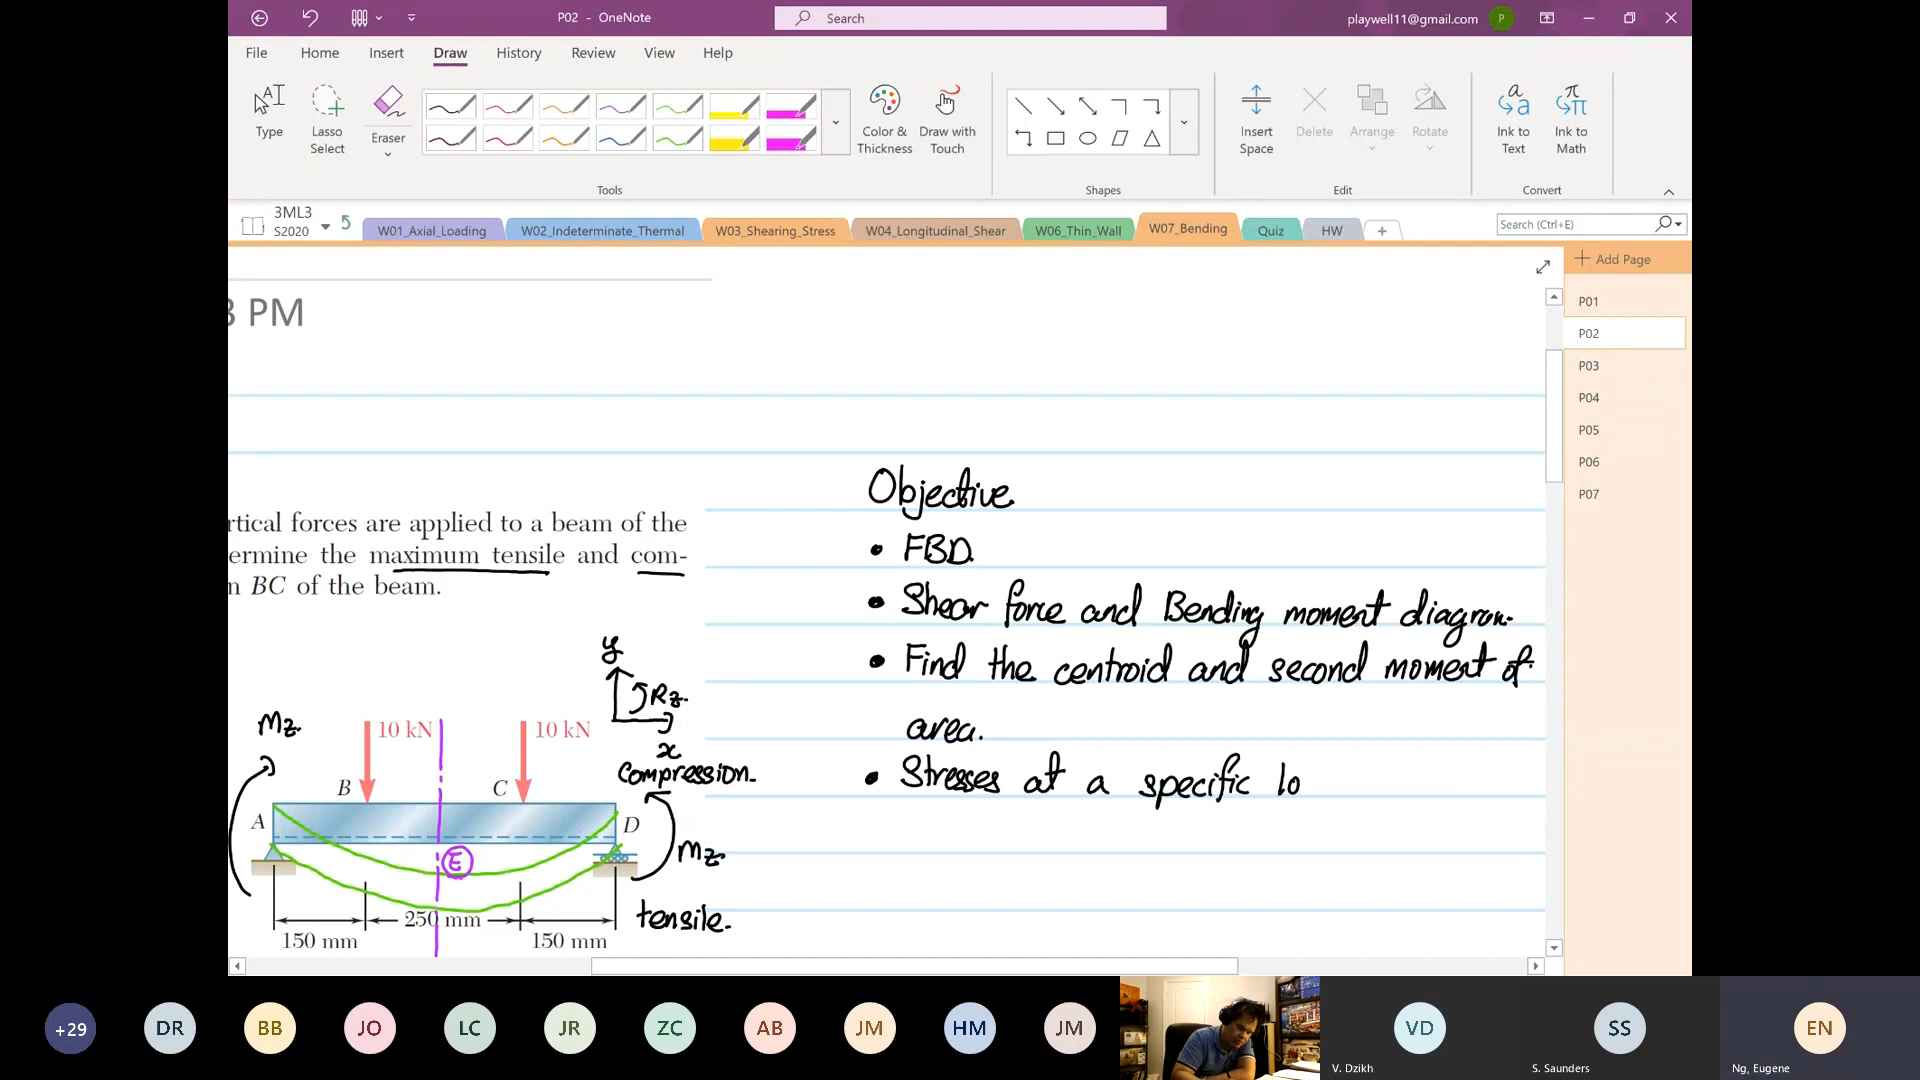 P02 - OneNote
Search
playwell11@gmail.com
P
File Home Insert Draw History Review View Help
Type
Lasso Select
Eraser
Color & Thickness
Draw with Touch
Insert Space
Delete
Arrange
Rotate
Ink to Text
Ink to Math
Tools
Shapes
Edit
Convert
3ML3 S2020
W01_Axial_Loading
W02_Indeterminate_Thermal
W03_Shearing_Stress
W04_Longitudinal_Shear
W06_Thin_Wall
W07_Bending
Quiz
HW
Search (Ctrl+E)
Add Page
P01
P02
P03
P04
P05
P06
P07
3 PM
rtical forces are applied to a beam of the
ermine the maximum tensile and com-
n BC of the beam.
Objective
• FBD.
• Shear force and Bending moment diagram.
• Find the centroid and second moment of
area.
• Stresses at a specific lo
y
Rz.
x
Mz.
10 kN
10 kN
compression.
B
C
A
D
E
Mz.
250 mm
tensile.
150 mm
150 mm
+29
DR
BB
JO
LC
JR
ZC
AB
JM
HM
JM
VD
SS
EN
V. Dzikh
S. Saunders
Ng, Eugene